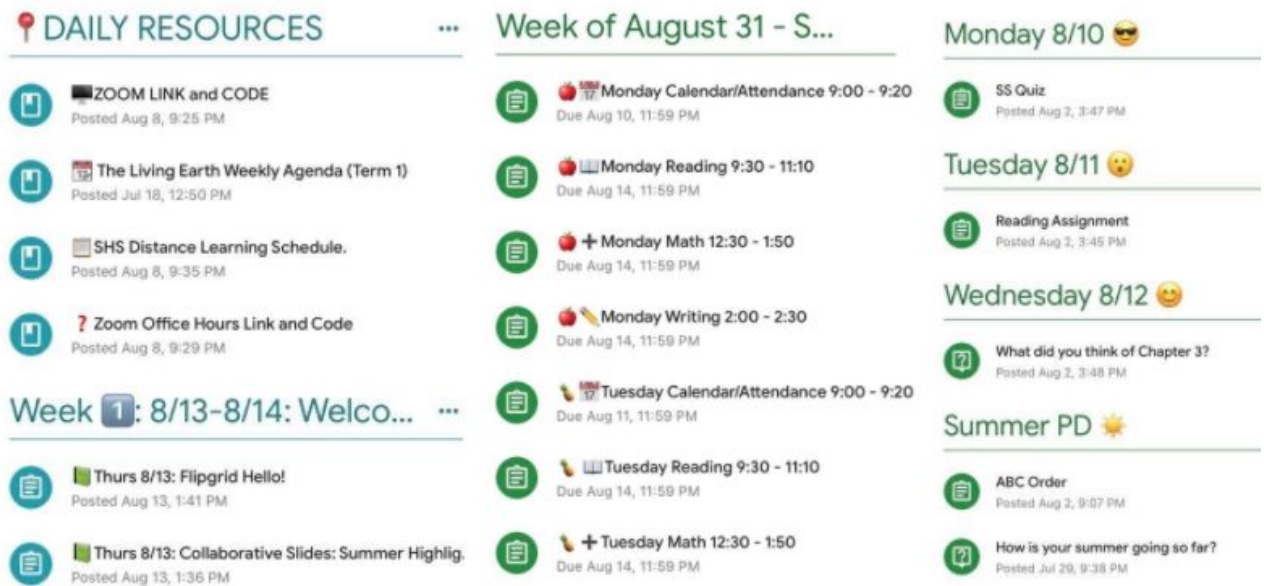 📍DAILY RESOURCES
🖥️ZOOM LINK and CODE
Posted Aug 8, 9:25 PM
📅 The Living Earth Weekly Agenda (Term 1)
Posted Jul 18, 12:50 PM
🗒️SHS Distance Learning Schedule.
Posted Aug 8, 9:35 PM
❓ Zoom Office Hours Link and Code
Posted Aug 8, 9:29 PM
Week 1️⃣: 8/13-8/14: Welco...
📗Thurs 8/13: Flipgrid Hello!
Posted Aug 13, 1:41 PM
📗Thurs 8/13: Collaborative Slides: Summer Highlig.
Posted Aug 13, 1:36 PM
Week of August 31 - S...
🍎📅Monday Calendar/Attendance 9:00 - 9:20
Due Aug 10, 11:59 PM
🍎📖Monday Reading 9:30 - 11:10
Due Aug 14, 11:59 PM
🍎➕Monday Math 12:30 - 1:50
Due Aug 14, 11:59 PM
🍎✏️Monday Writing 2:00 - 2:30
Due Aug 14, 11:59 PM
🍍📅Tuesday Calendar/Attendance 9:00 - 9:20
Due Aug 11, 11:59 PM
🍍📖Tuesday Reading 9:30 - 11:10
Due Aug 14, 11:59 PM
🍍➕Tuesday Math 12:30 - 1:50
Due Aug 14, 11:59 PM
Monday 8/10 😎
SS Quiz
Posted Aug 2, 3:47 PM
Tuesday 8/11 😮
Reading Assignment
Posted Aug 2, 3:45 PM
Wednesday 8/12 😊
What did you think of Chapter 3?
Posted Aug 2, 3:48 PM
Summer PD ☀️
ABC Order
Posted Aug 2, 9:07 PM
How is your summer going so far?
Posted Jul 29, 9:38 PM